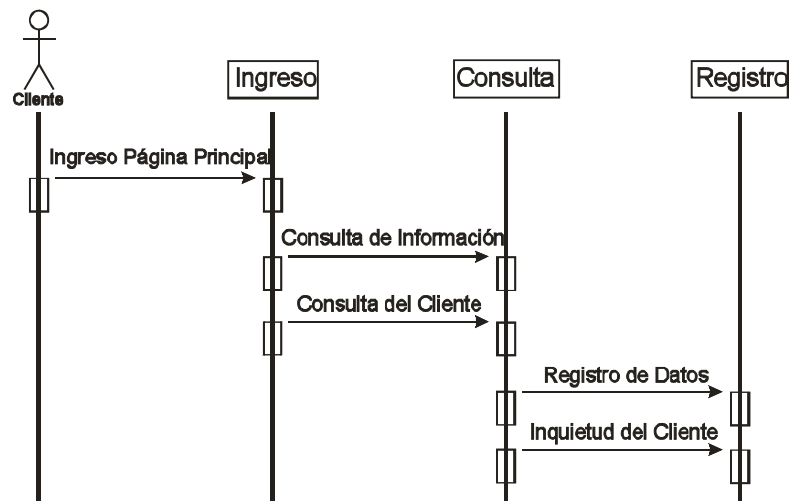 Cliente
Ingreso
Consulta
Registro
Ingreso Página Principal
Consulta de Información
Consulta del Cliente
Registro de Datos
Inquietud del Cliente